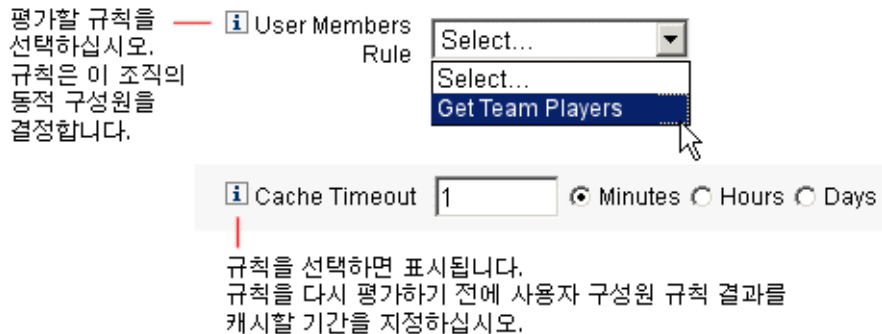 평가할 규칙을
선택하십시오.
규칙은 이 조직의
동적 구성원을
결정합니다.
User Members
Rule
Select...
Select...
Get Team Players
Cache Timeout 1 Minutes Hours Days
규칙을 선택하면 표시됩니다.
규칙을 다시 평가하기 전에 사용자 구성원 규칙 결과를
캐시할 기간을 지정하십시오.